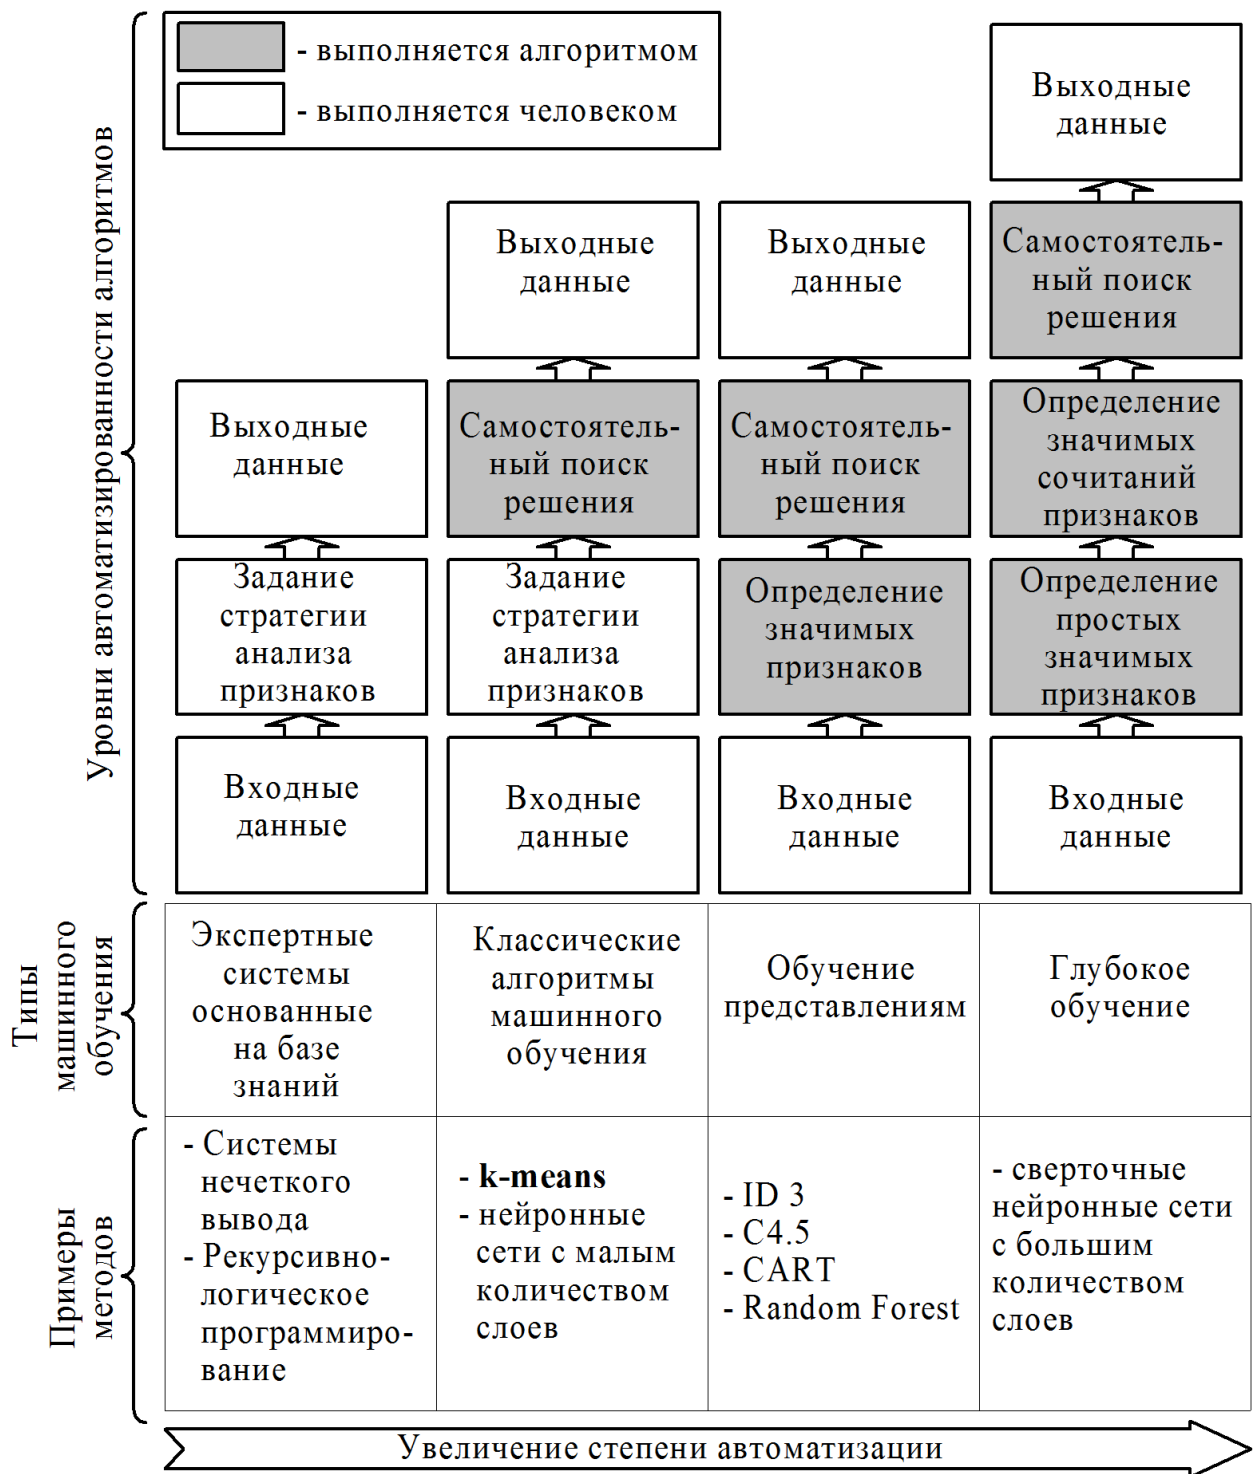 - выполняется алгоритмом
- выполняется человеком
Уровни автоматизированности алгоритмов
Выходные
данные
Задание
стратегии
анализа
признаков
Входные
данные
Выходные
данные
Самостоятель-
ный поиск
решения
Задание
стратегии
анализа
признаков
Входные
данные
Выходные
данные
Самостоятель-
ный поиск
решения
Определение
значимых
признаков
Входные
данные
Выходные
данные
Самостоятель-
ный поиск
решения
Определение
значимых
сочитаний
признаков
Определение
простых
значимых
признаков
Входные
данные
Типы
машинного
обучения
Экспертные
системы
основанные
на базе
знаний
Классические
алгоритмы
машинного
обучения
Обучение
представлениям
Глубокое
обучение
Примеры
методов
- Системы
нечеткого
вывода
- Рекурсивно-
логическое
программиро-
вание
- k-means
- нейронные
сети с малым
количеством
слоев
- ID 3
- C4.5
- CART
- Random Forest
- сверточные
нейронные сети
с большим
количеством
слоев
Увеличение степени автоматизации